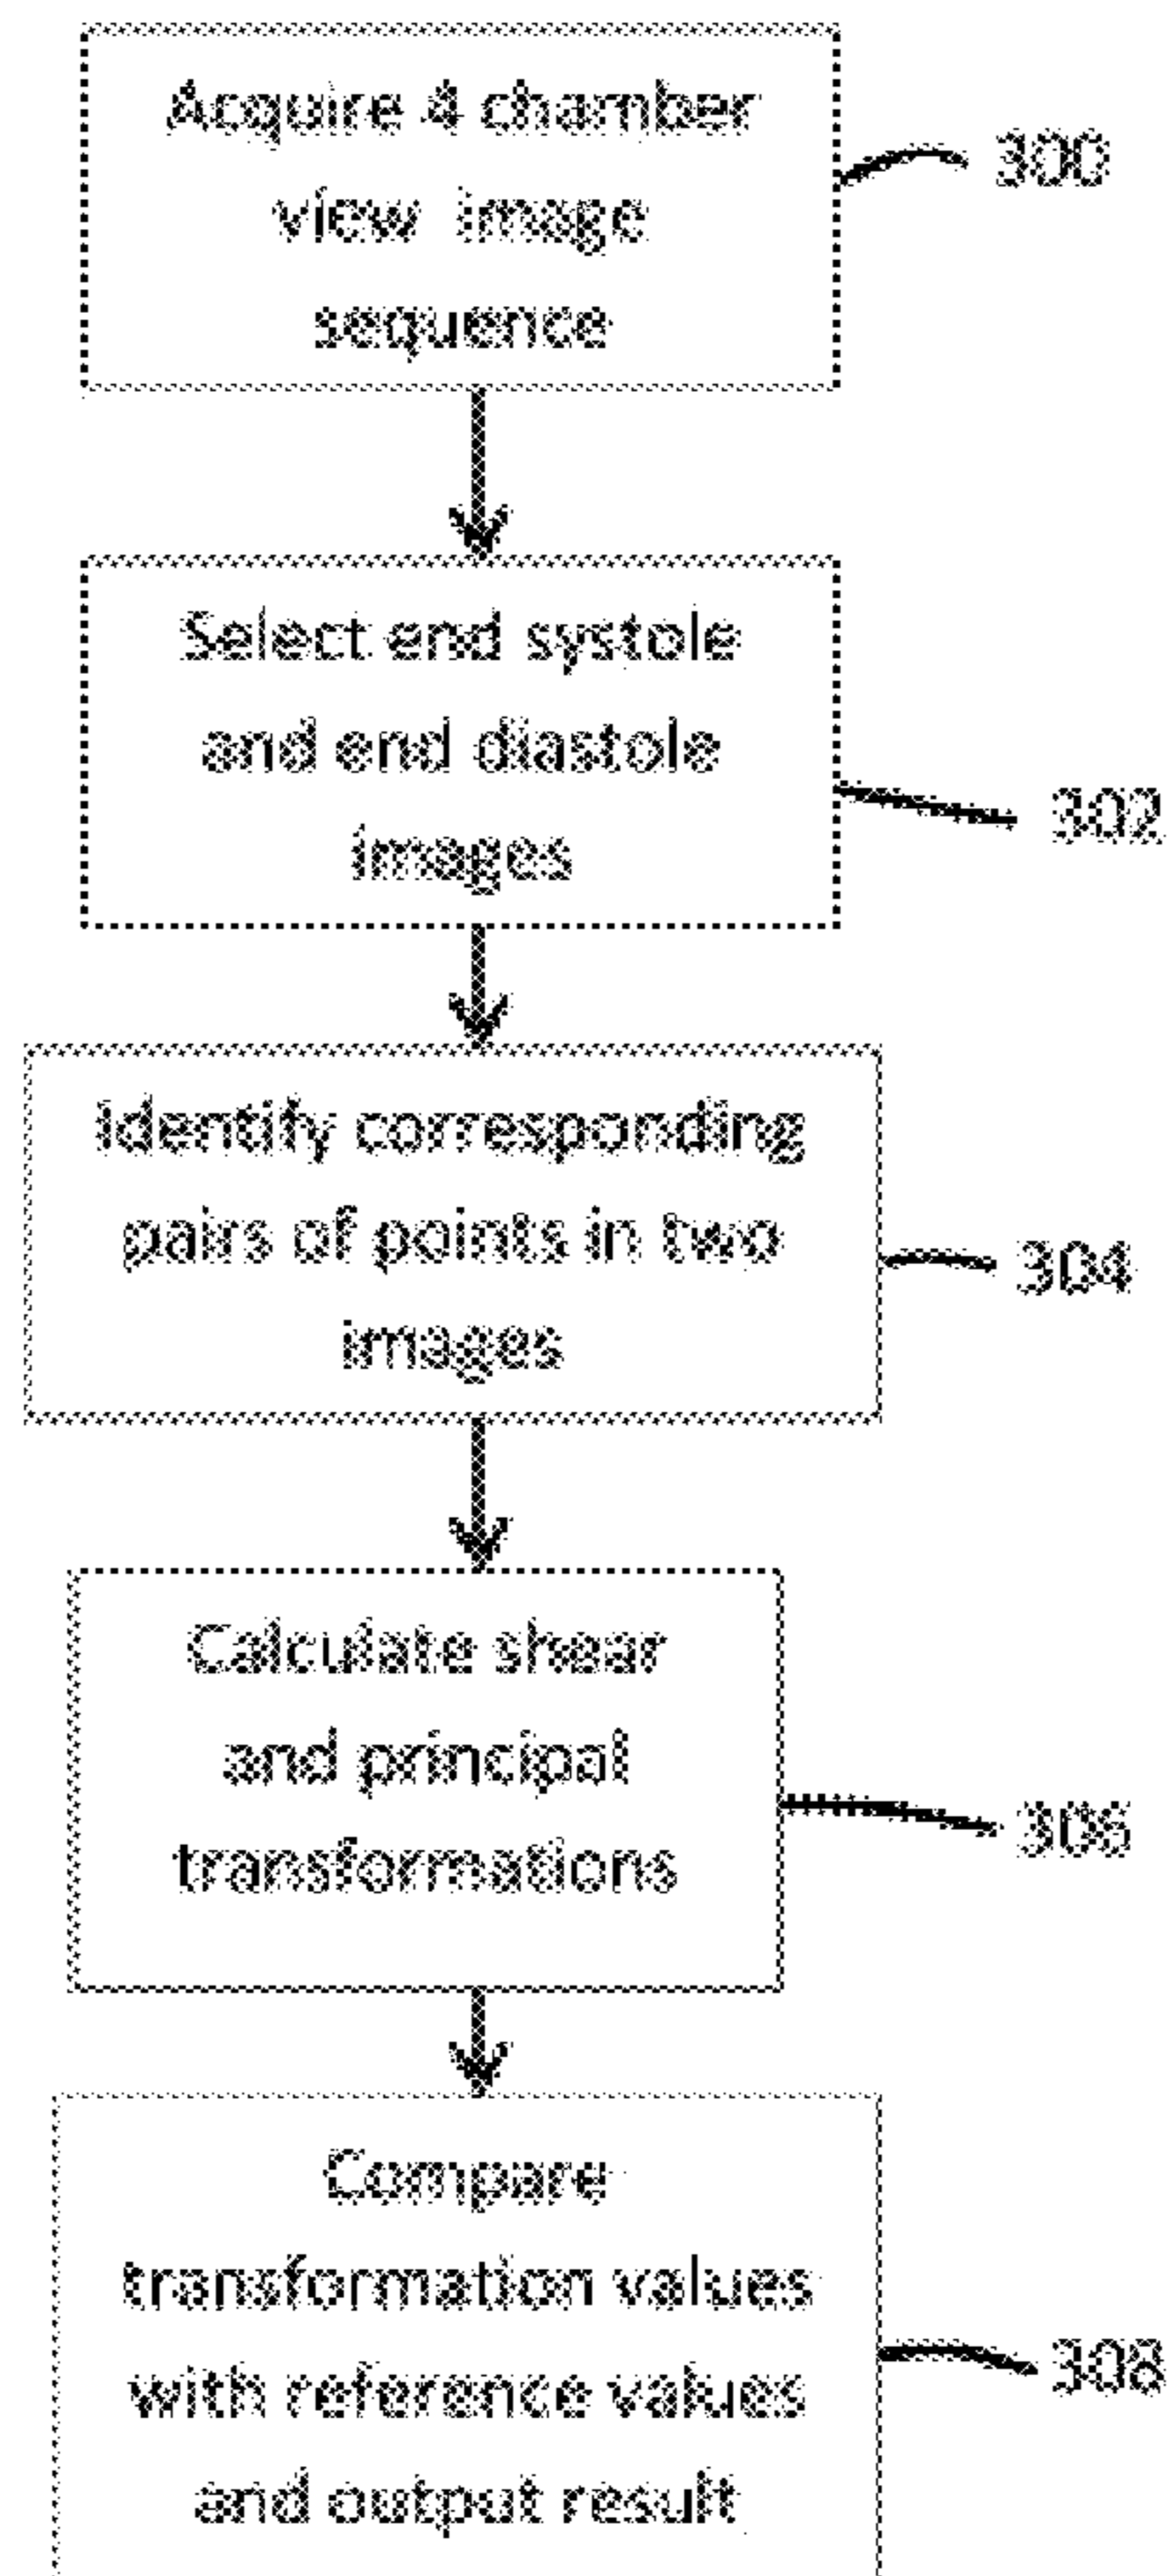 Acquire 4 chamber
view image
sequence
300
Select end systole
and end diastole
images
302
Identify corresponding
pairs of points in two
images
304
Calculate shear
and principal
transformations
306
Compare
transformation values
with reference values
and output result
308